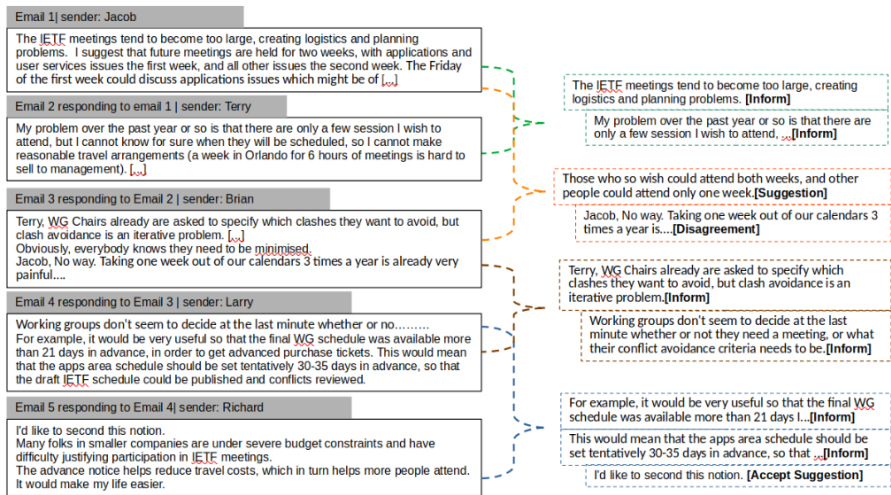 Email 1| sender: Jacob
The IETF meetings tend to become too large, creating logistics and planning
problems.  I suggest that future meetings are held for two weeks, with applications and
user services issues the first week, and all other issues the second week. The Friday
of the first week could discuss applications issues which might be of [...]
Email 2 responding to email 1 | sender: Terry
My problem over the past year or so is that there are only a few session I wish to
attend, but I cannot know for sure when they will be scheduled, so I cannot make
reasonable travel arrangements (a week in Orlando for 6 hours of meetings is hard to
sell to management). [...]
Email 3 responding to Email 2 | sender: Brian
Terry, WG Chairs already are asked to specify which clashes they want to avoid, but
clash avoidance is an iterative problem. [...]
Obviously, everybody knows they need to be minimised.
Jacob, No way. Taking one week out of our calendars 3 times a year is already very
painful....
Email 4 responding to Email 3 | sender: Larry
Working groups don't seem to decide at the last minute whether or no.........
For example, it would be very useful so that the final WG schedule was available more
than 21 days in advance, in order to get advanced purchase tickets. This would mean
that the apps area schedule should be set tentatively 30-35 days in advance, so that
the draft IETF schedule could be published and conflicts reviewed.
Email 5 responding to Email 4| sender: Richard
I'd like to second this notion.
Many folks in smaller companies are under severe budget constraints and have
difficulty justifying participation in IETF meetings.
The advance notice helps reduce travel costs, which in turn helps more people attend.
It would make my life easier.
The IETF meetings tend to become too large, creating
logistics and planning problems. [Inform]
My problem over the past year or so is that there are
only a few session I wish to attend, ...[Inform]
Those who so wish could attend both weeks, and other
people could attend only one week.[Suggestion]
Jacob, No way. Taking one week out of our calendars 3
times a year is....[Disagreement]
Terry, WG Chairs already are asked to specify which
clashes they want to avoid, but clash avoidance is an
iterative problem.[Inform]
Working groups don't seem to decide at the last
minute whether or not they need a meeting, or what
their conflict avoidance criteria needs to be.[Inform]
For example, it would be very useful so that the final WG
schedule was available more than 21 days I...[Inform]
This would mean that the apps area schedule should be
set tentatively 30-35 days in advance, so that ...[Inform]
I'd like to second this notion. [Accept Suggestion]